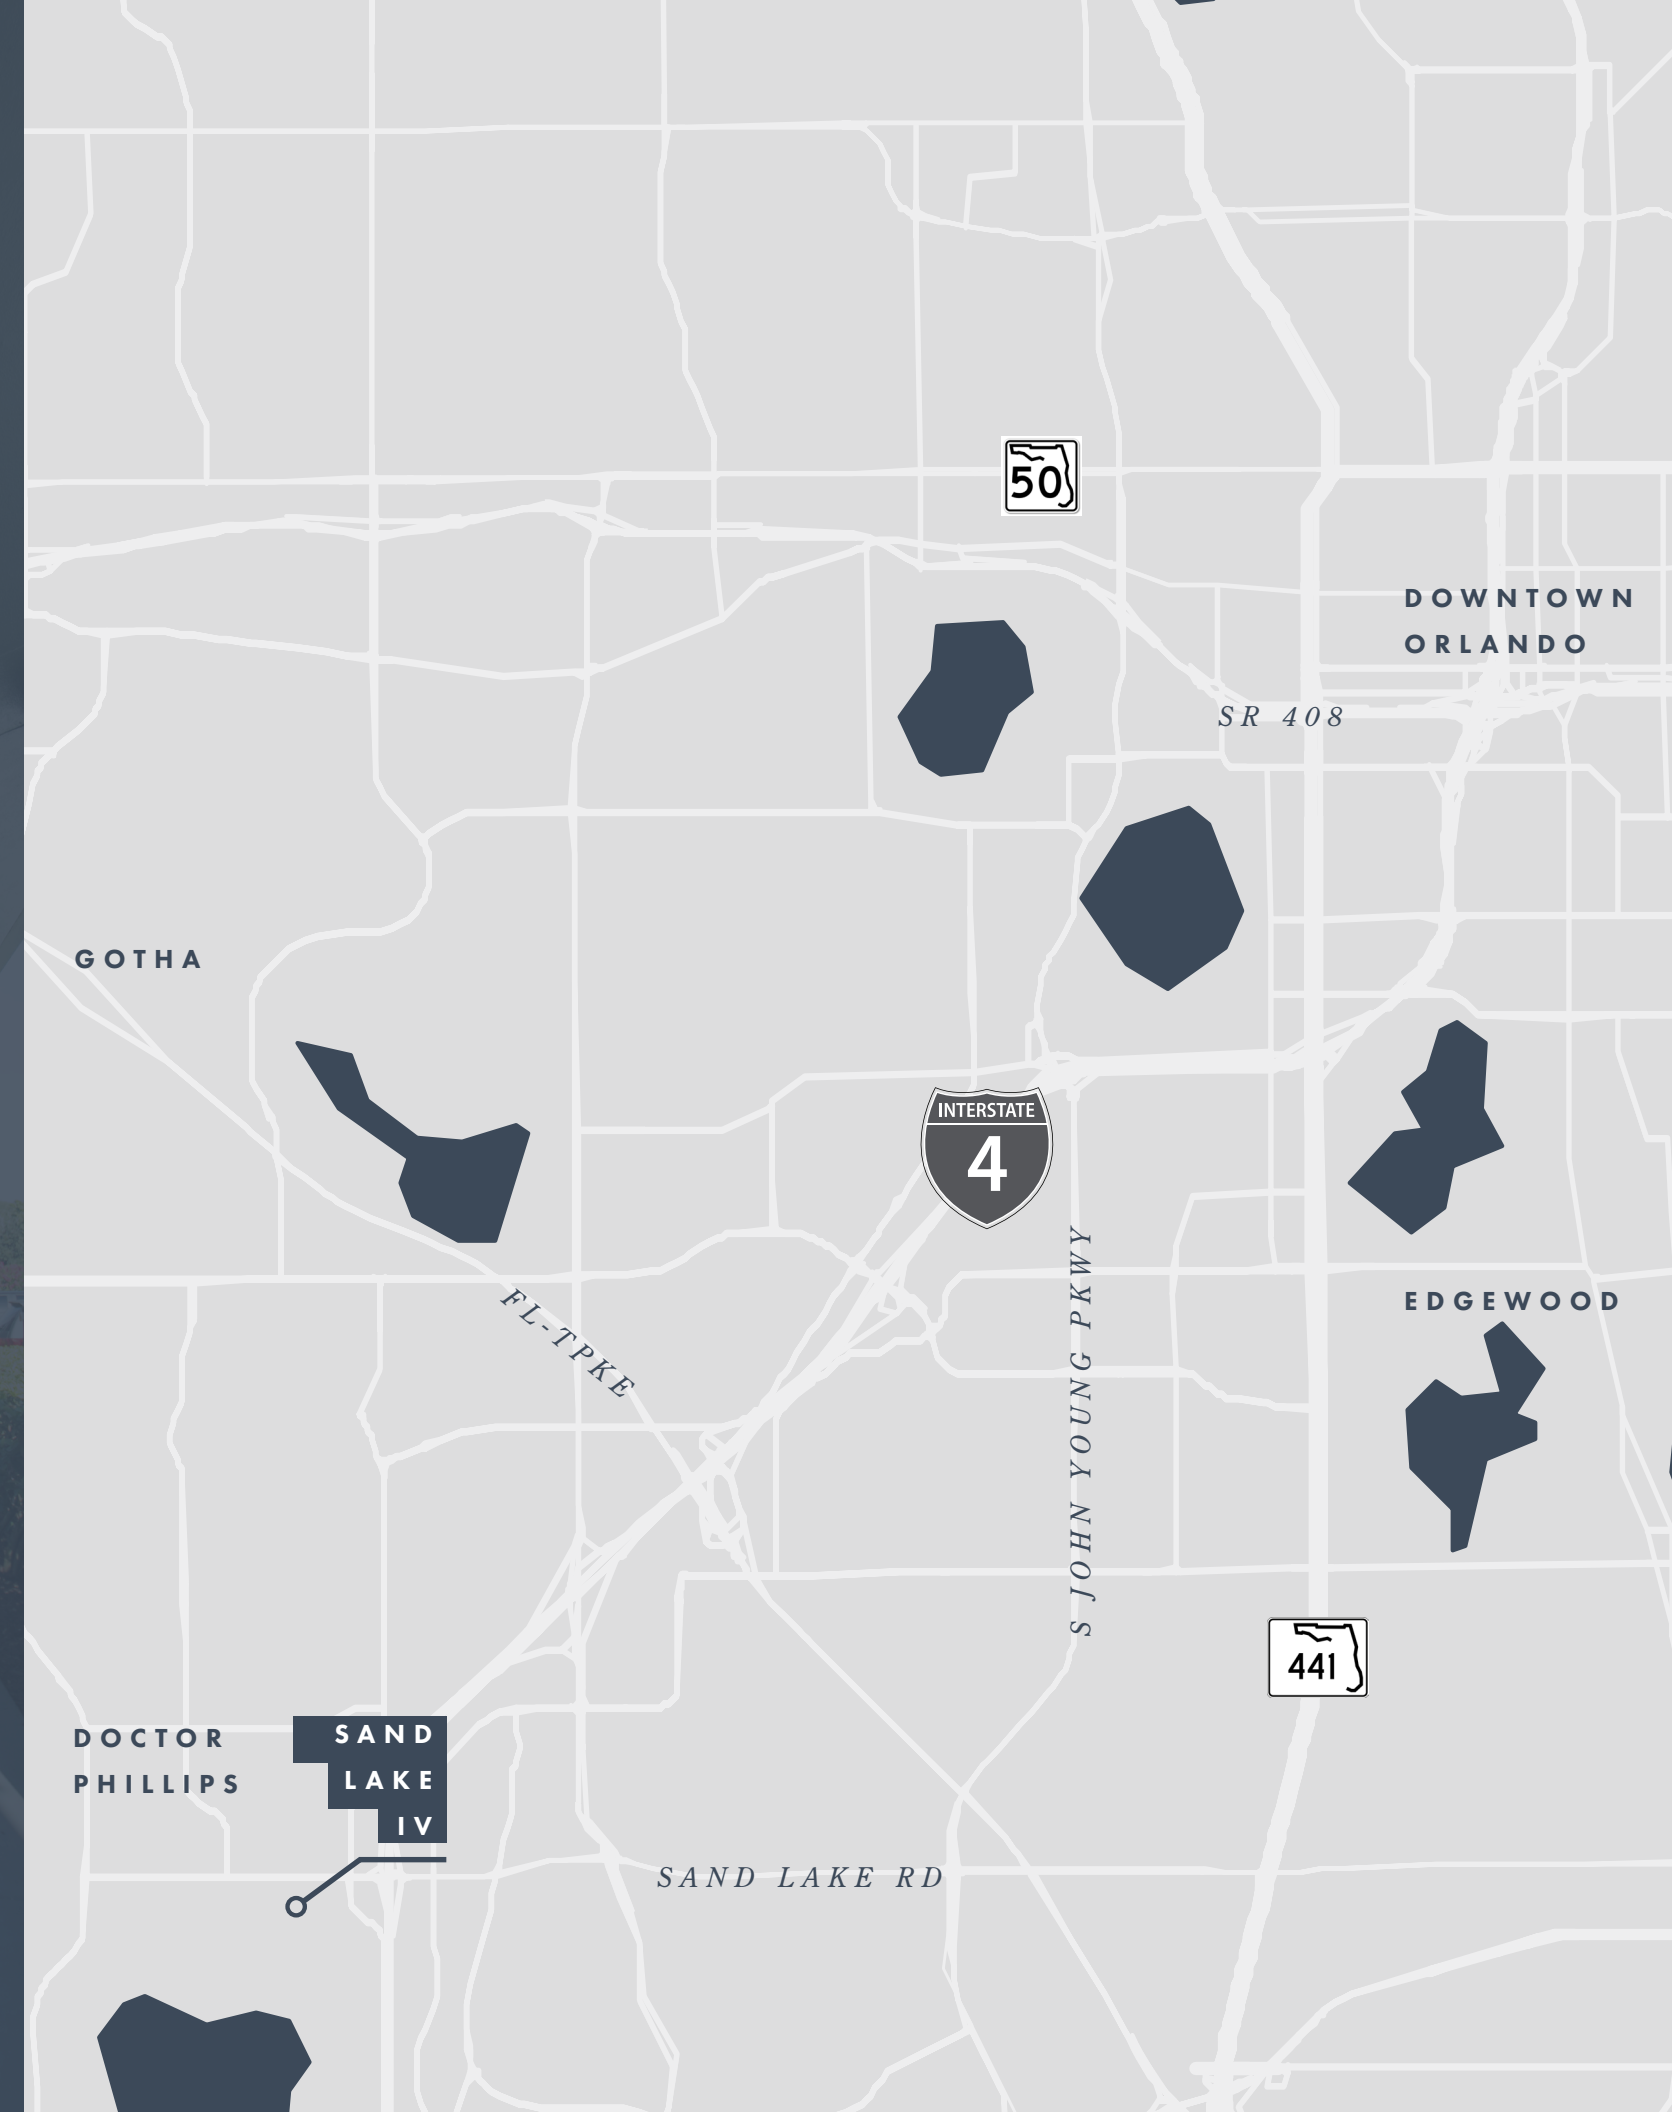 50
DOWNTOWN
ORLANDO
SR 408
GOTHA
INTERSTATE
4
S JOHN YOUNG PKWY
FL-TPKE
EDGEWOOD
441
DOCTOR
PHILLIPS
SAND
LAKE
IV
SAND LAKE RD